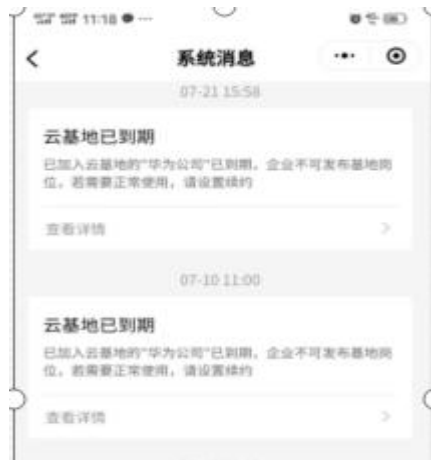 11:18
系统消息
07-21 15:58
云基地已到期
已加入云基地的"华为公司"已到期，企业不可发布基地岗
位，若需要正常使用，请设置续约
查看详情
07-10 11:00
云基地已到期
已加入云基地的"华为公司"已到期，企业不可发布基地岗
位，若需要正常使用，请设置续约
查看详情